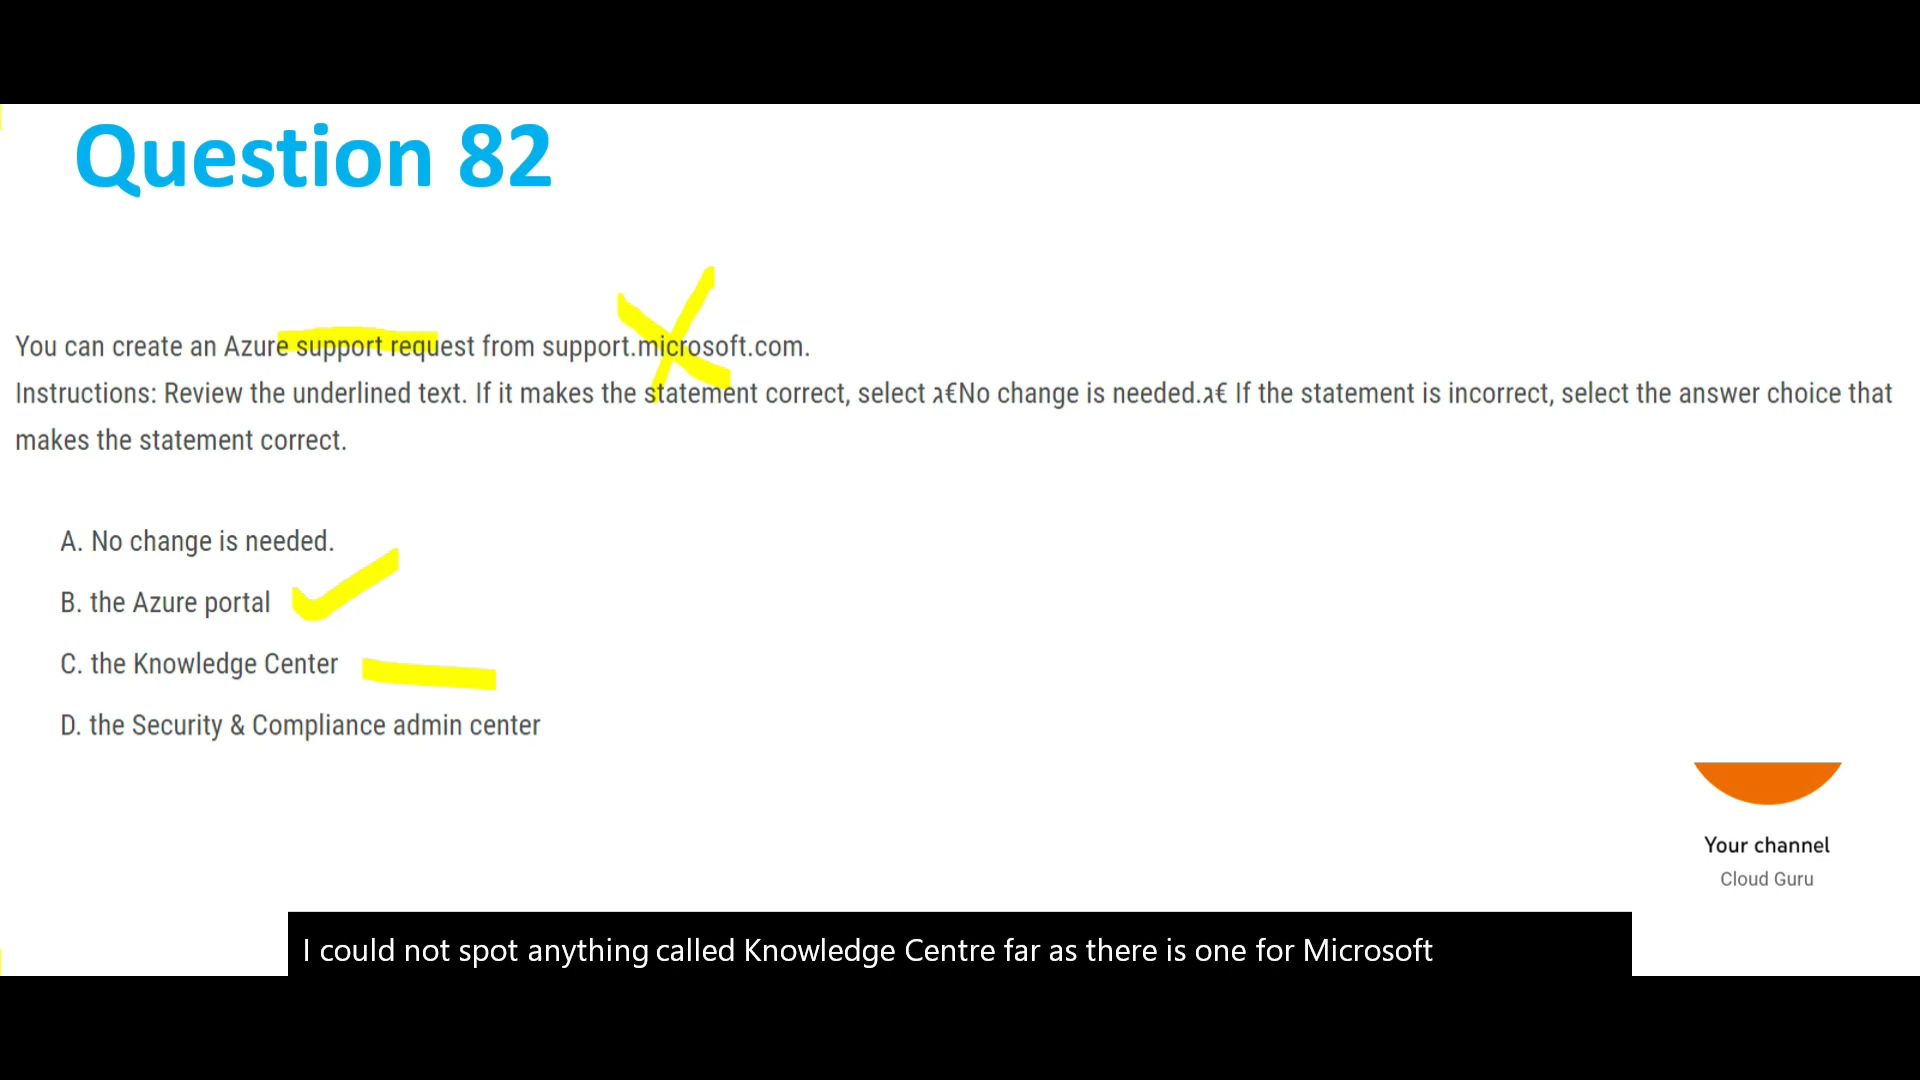 Question 82
You can create an Azure support request from support.microsoft.com.
Instructions: Review the underlined text. If it makes the statement correct, select ג€No change is needed.ג€ If the statement is incorrect, select the answer choice that
makes the statement correct.
A. No change is needed.
B. the Azure portal
C. the Knowledge Center
D. the Security & Compliance admin center
Your channel
Cloud Guru
I could not spot anything called Knowledge Centre far as there is one for Microsoft